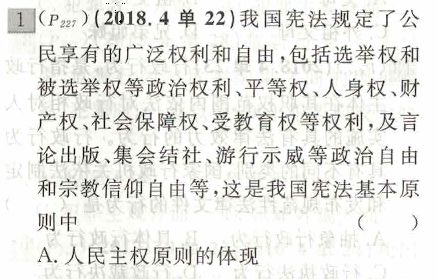 1 (P227)(2018.4 单 22)我国宪法规定了公
民享有的广泛权利和自由,包括选举权和
被选举权等政治权利、平等权、人身权、财
产权、社会保障权、受教育权等权利,及言
论出版、集会结社、游行示威等政治自由
和宗教信仰自由等,这是我国宪法基本原
则中 ( )
A. 人民主权原则的体现